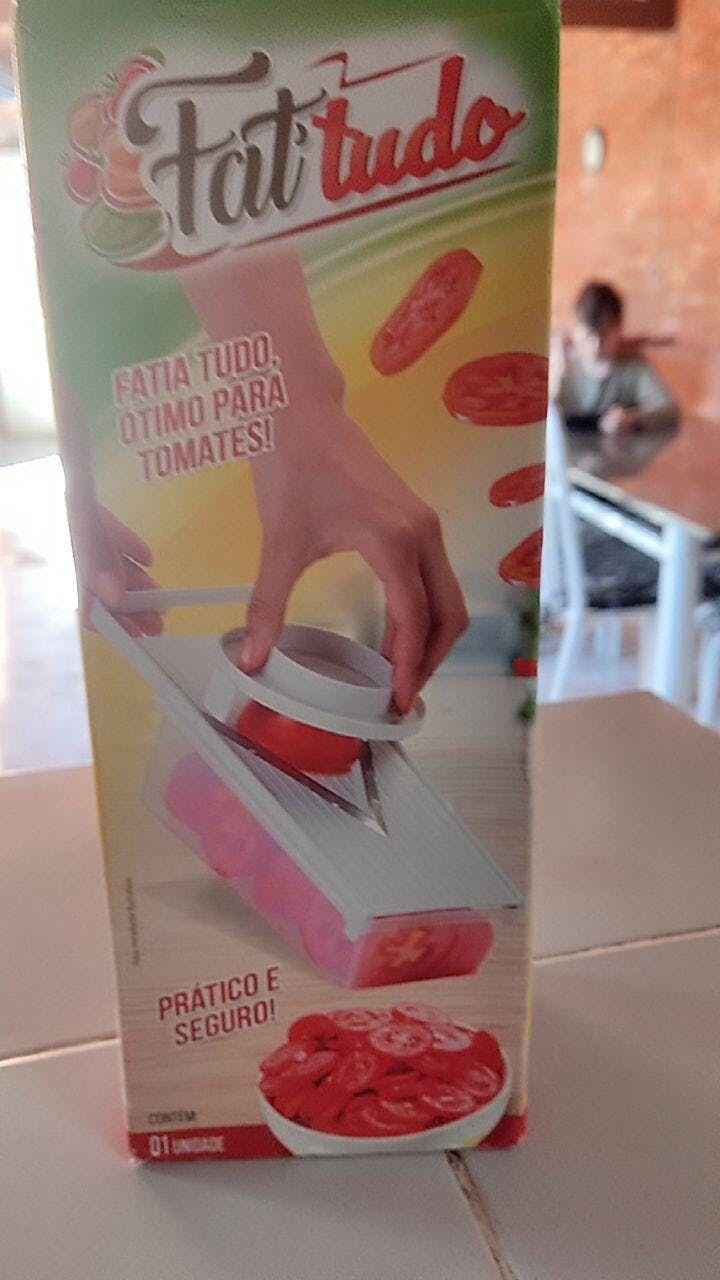 Fat'tudo
FATIA TUDO,
ÓTIMO PARA
TOMATES!
PRÁTICO E
SEGURO!
CONTÉM:
01 UNIDADE